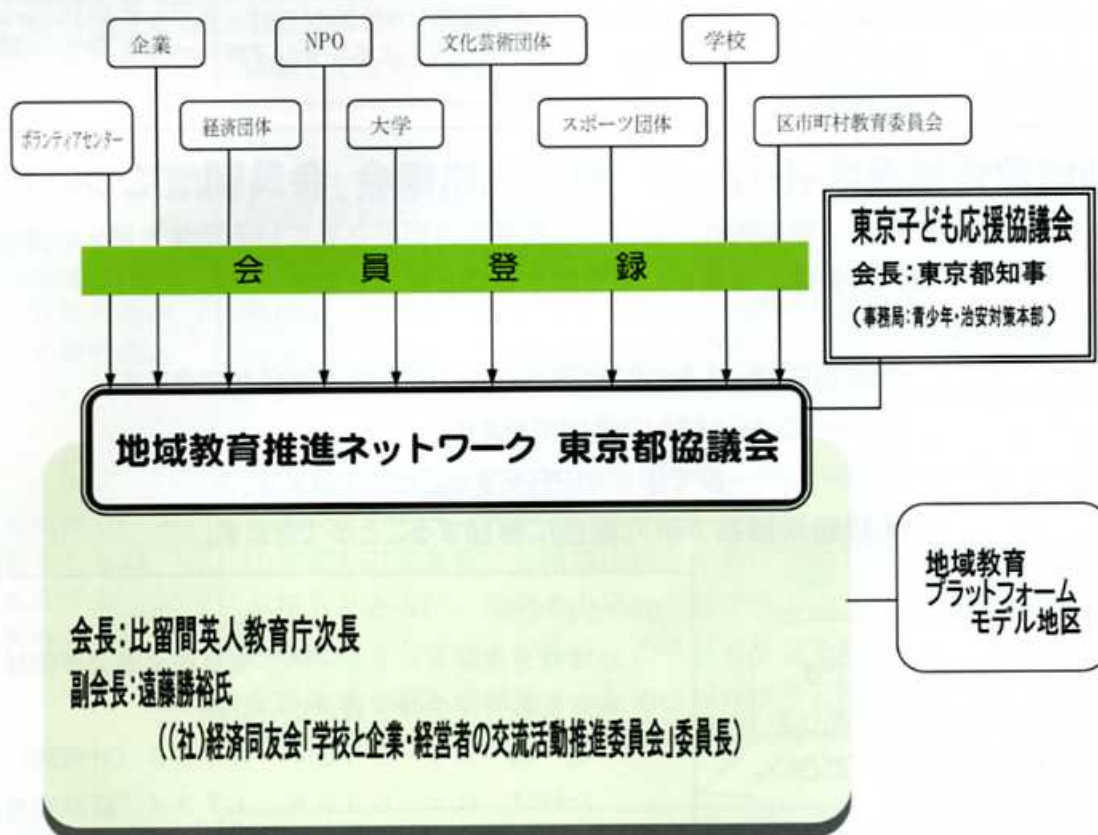 企業
NPO
文化芸術団体
学校
ボランティアセンター
経済団体
大学
スポーツ団体
区市町村教育委員会
会員登録
東京子ども応援協議会
会長：東京都知事
（事務局：青少年・治安対策本部）
地域教育推進ネットワーク 東京都協議会
地域教育
プラットフォーム
モデル地区
会長：比留間英人教育庁次長
副会長：遠藤勝裕氏
（（社）経済同友会「学校と企業・経営者の交流活動推進委員会」委員長）